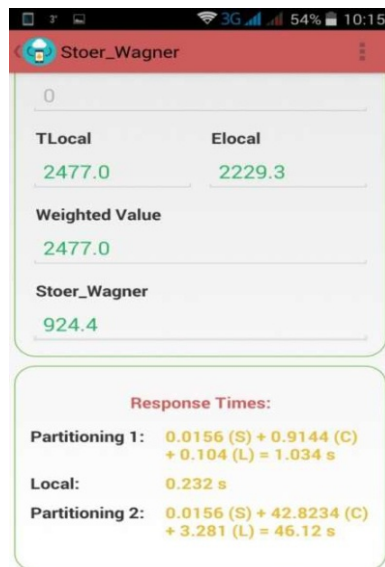 3G 54% 10:15
Stoer_Wagner
0
TLocal Elocal
2477.0 2229.3
Weighted Value
2477.0
Stoer_Wagner
924.4
Response Times:
Partitioning 1: 0.0156 (S) + 0.9144 (C)
+ 0.104 (L) = 1.034 s
Local: 0.232 s
Partitioning 2: 0.0156 (S) + 42.8234 (C)
+ 3.281 (L) = 46.12 s